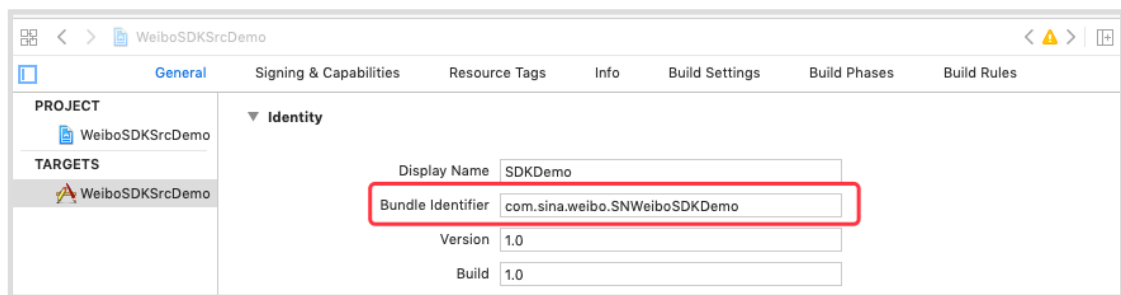 WeiboSDKSrcDemo
General Signing & Capabilities Resource Tags Info Build Settings Build Phases Build Rules
PROJECT
WeiboSDKSrcDemo
TARGETS
WeiboSDKSrcDemo
Identity
Display Name SDKDemo
Bundle Identifier com.sina.weibo.SNWeiboSDKDemo
Version 1.0
Build 1.0